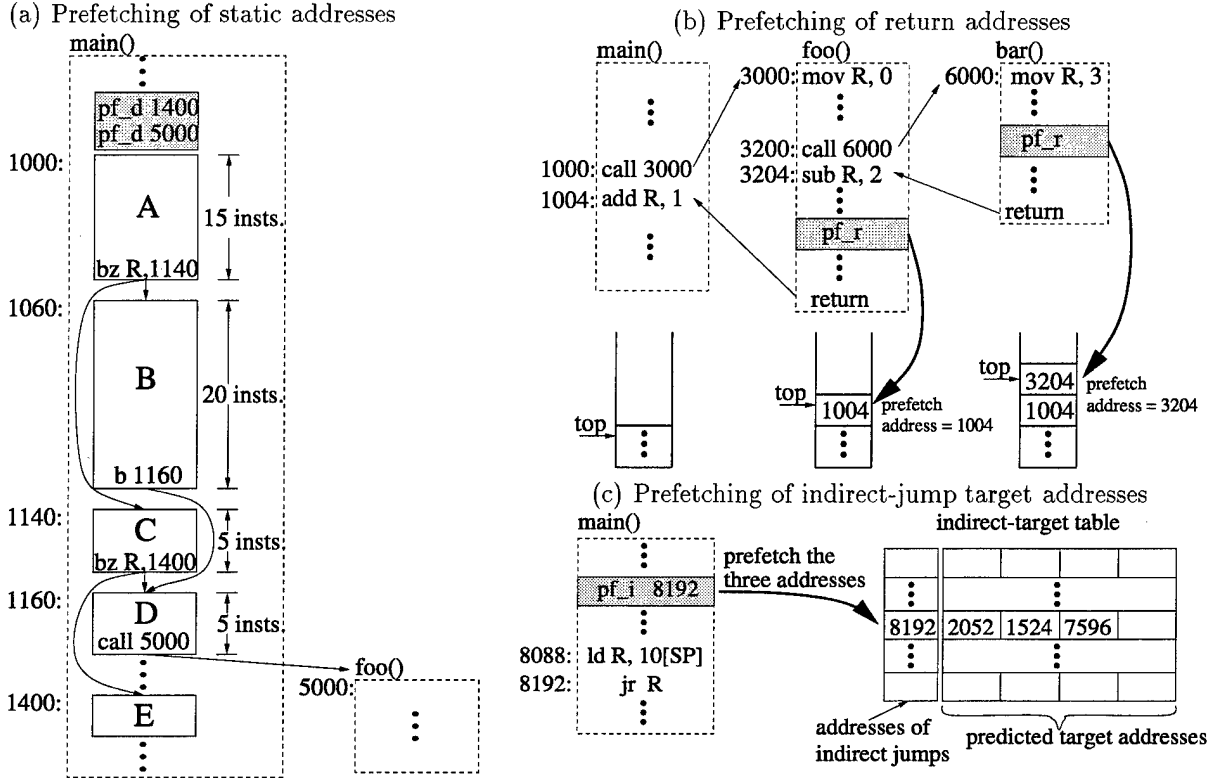 (a) Prefetching of static addresses
main()
pf_d 1400
pf_d 5000
1000:
A
15 insts.
bz R,1140
1060:
B
20 insts.
b 1160
1140:
C
5 insts.
bz R,1400
1160:
D
5 insts.
call 5000
foo()
5000:
1400:
E
(b) Prefetching of return addresses
main()
1000: call 3000
1004: add R, 1
foo()
3000: mov R, 0
3200: call 6000
3204: sub R, 2
pf_r
return
bar()
6000: mov R, 3
pf_r
return
top
top
1004
prefetch
address = 1004
top
3204
1004
prefetch
address = 3204
(c) Prefetching of indirect-jump target addresses
main()
pf_i 8192
8088: ld R, 10[SP]
8192: jr R
prefetch the
three addresses
indirect-target table
8192 2052 1524 7596
addresses of
indirect jumps
predicted target addresses